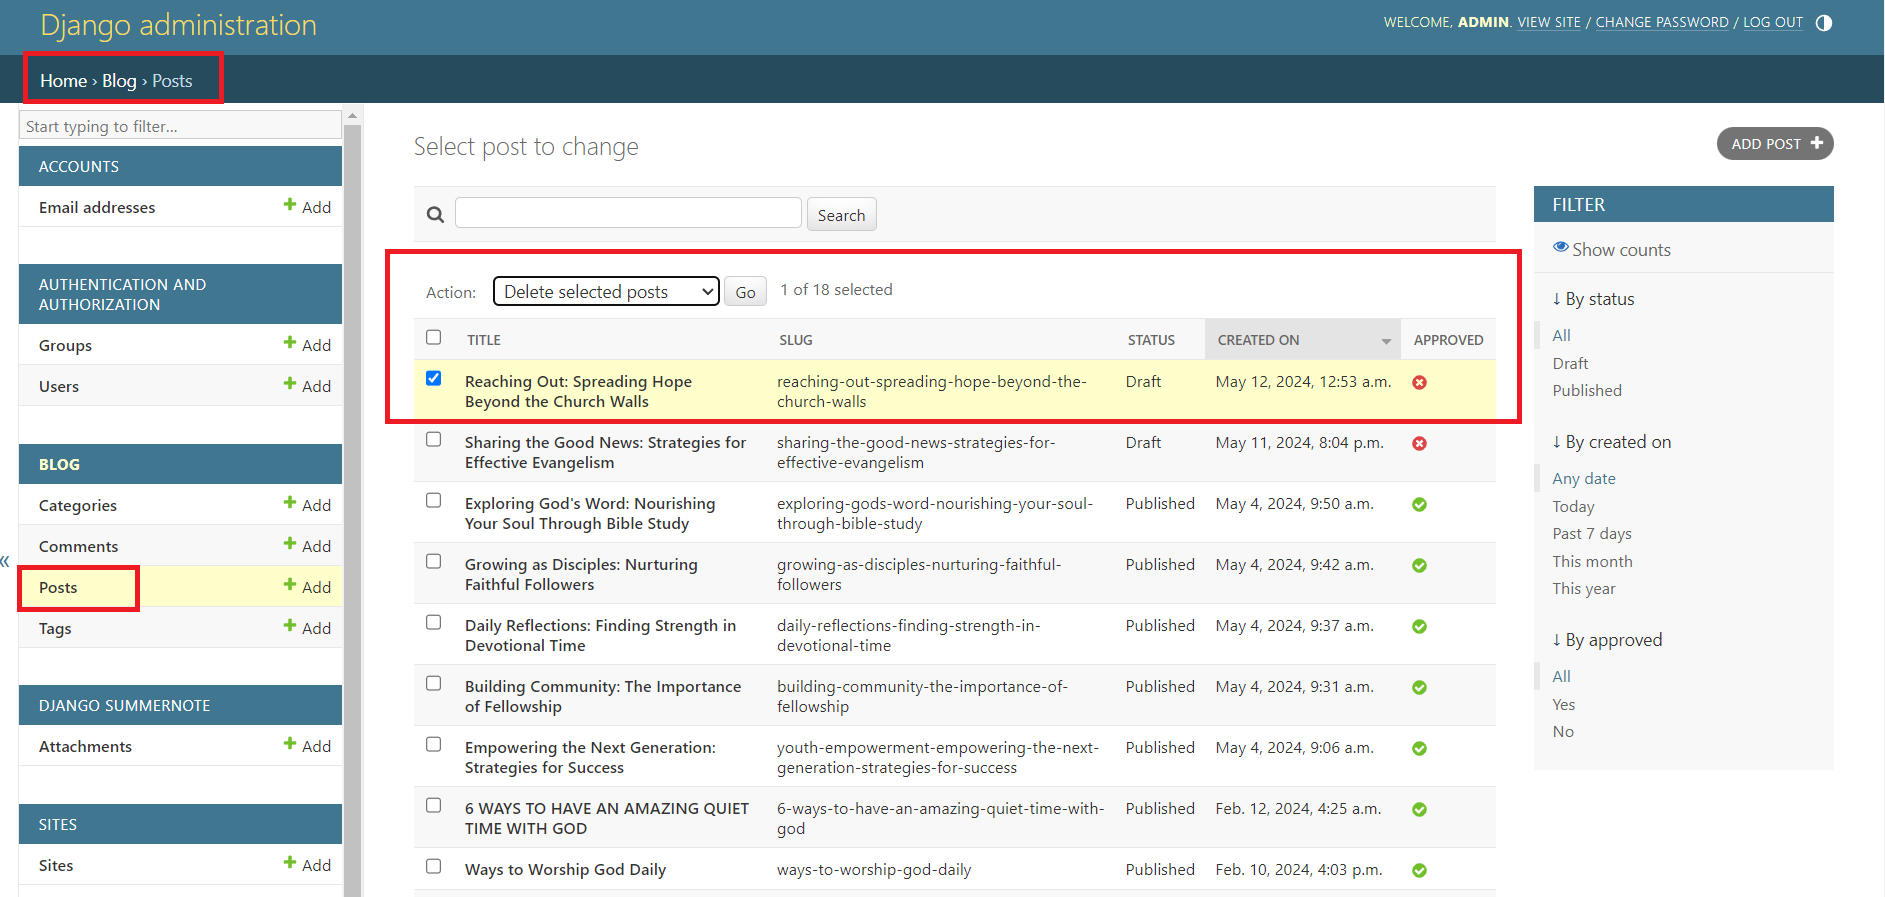 Django administration
WELCOME, ADMIN. VIEW SITE / CHANGE PASSWORD / LOG OUT
Home › Blog › Posts
Start typing to filter...
ACCOUNTS
Email addresses
Add
AUTHENTICATION AND
AUTHORIZATION
Groups
Add
Users
Add
BLOG
Categories
Add
Comments
Add
«
Posts
Add
Tags
Add
DJANGO SUMMERNOTE
Attachments
Add
SITES
Sites
Add
Select post to change
ADD POST
Search
Action:
Delete selected posts
Go
1 of 18 selected
TITLE SLUG STATUS CREATED ON APPROVED
Reaching Out: Spreading Hope reaching-out-spreading-hope-beyond-the- Draft May 12, 2024, 12:53 a.m.
Beyond the Church Walls church-walls
Sharing the Good News: Strategies for sharing-the-good-news-strategies-for- Draft May 11, 2024, 8:04 p.m.
Effective Evangelism effective-evangelism
Exploring God's Word: Nourishing exploring-gods-word-nourishing-your-soul- Published May 4, 2024, 9:50 a.m.
Your Soul Through Bible Study through-bible-study
Growing as Disciples: Nurturing growing-as-disciples-nurturing-faithful- Published May 4, 2024, 9:42 a.m.
Faithful Followers followers
Daily Reflections: Finding Strength in daily-reflections-finding-strength-in- Published May 4, 2024, 9:37 a.m.
Devotional Time devotional-time
Building Community: The Importance building-community-the-importance-of- Published May 4, 2024, 9:31 a.m.
of Fellowship fellowship
Empowering the Next Generation: youth-empowerment-empowering-the-next- Published May 4, 2024, 9:06 a.m.
Strategies for Success generation-strategies-for-success
6 WAYS TO HAVE AN AMAZING QUIET 6-ways-to-have-an-amazing-quiet-time-with- Published Feb. 12, 2024, 4:25 a.m.
TIME WITH GOD god
Ways to Worship God Daily ways-to-worship-god-daily Published Feb. 10, 2024, 4:03 p.m.
FILTER
Show counts
↓ By status
All
Draft
Published
↓ By created on
Any date
Today
Past 7 days
This month
This year
↓ By approved
All
Yes
No